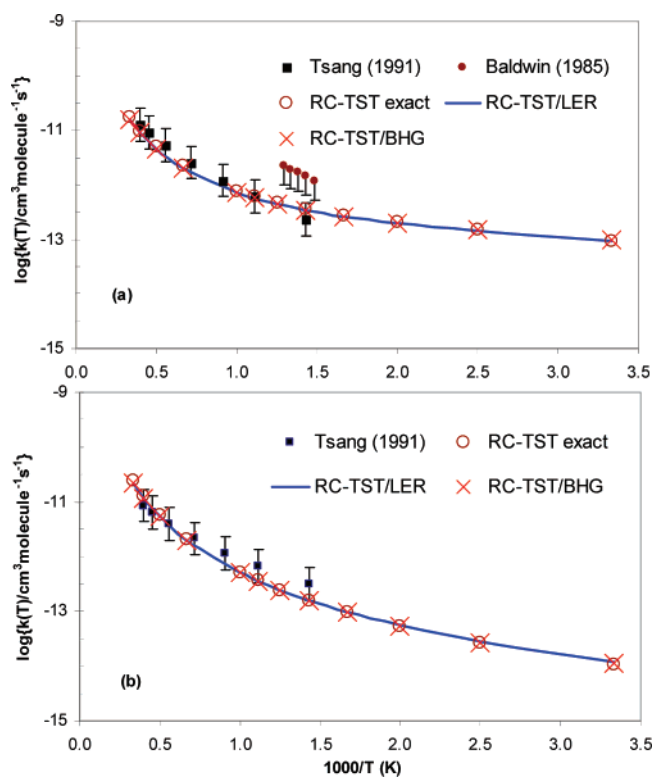 (a)
Tsang (1991) Baldwin (1985)
RC-TST exact RC-TST/LER
RC-TST/BHG
log{k(T)/cm³molecule⁻¹s⁻¹}
-9
-11
-13
-15
0.0 0.5 1.0 1.5 2.0 2.5 3.0 3.5
(b)
Tsang (1991) RC-TST exact
RC-TST/LER RC-TST/BHG
log{k(T)/cm³molecule⁻¹s⁻¹}
-9
-11
-13
-15
0.0 0.5 1.0 1.5 2.0 2.5 3.0 3.5
1000/T (K)